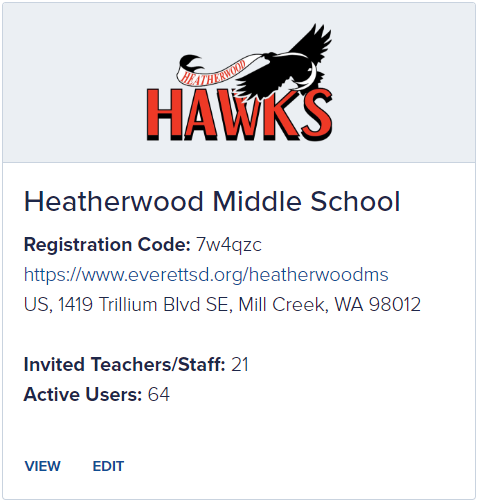 HEATHERWOOD
HAWKS
Heatherwood Middle School
Registration Code: 7w4qzc
https://www.everettsd.org/heatherwoodms
US, 1419 Trillium Blvd SE, Mill Creek, WA 98012
Invited Teachers/Staff: 21
Active Users: 64
VIEW EDIT